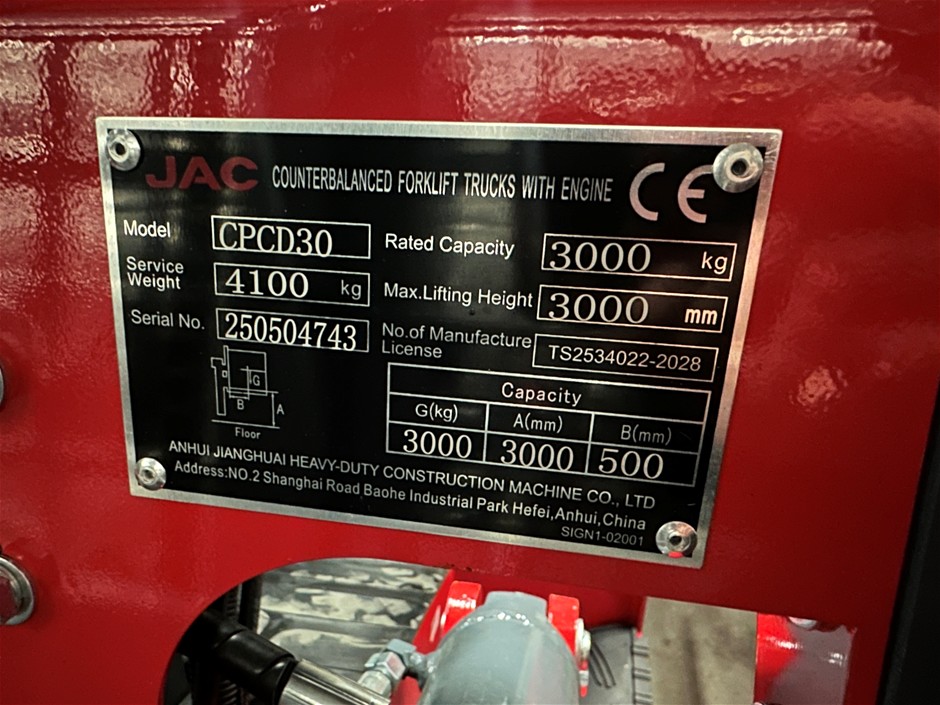 JAC COUNTERBALANCED FORKLIFT TRUCKS WITH ENGINE CE
Model CPCD30 Rated Capacity 3000 kg
Service Weight 4100 kg Max.Lifting Height 3000 mm
Serial No. 250504743 No.of Manufacture License TS2534022-2028
Capacity
G(kg) A(mm) B(mm)
3000 3000 500
G
B
A
Floor
ANHUI JIANGHUAI HEAVY-DUTY CONSTRUCTION MACHINE CO., LTD
Address:NO.2 Shanghai Road Baohe Industrial Park Hefei,Anhui,China
SIGN1-02001